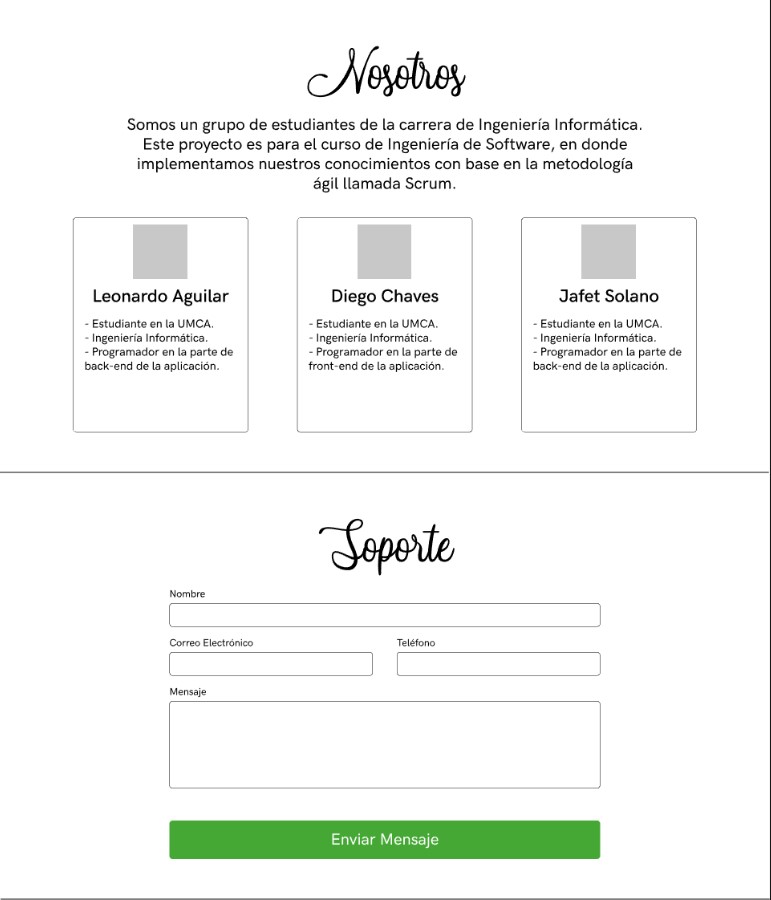 Nosotros
Somos un grupo de estudiantes de la carrera de Ingeniería Informática.
Este proyecto es para el curso de Ingeniería de Software, en donde
implementamos nuestros conocimientos con base en la metodología
ágil llamada Scrum.
Leonardo Aguilar
- Estudiante en la UMCA.
- Ingeniería Informática.
- Programador en la parte de
back-end de la aplicación.
Diego Chaves
- Estudiante en la UMCA.
- Ingeniería Informática.
- Programador en la parte de
front-end de la aplicación.
Jafet Solano
- Estudiante en la UMCA.
- Ingeniería Informática.
- Programador en la parte de
back-end de la aplicación.
Soporte
Nombre
Correo Electrónico
Teléfono
Mensaje
Enviar Mensaje